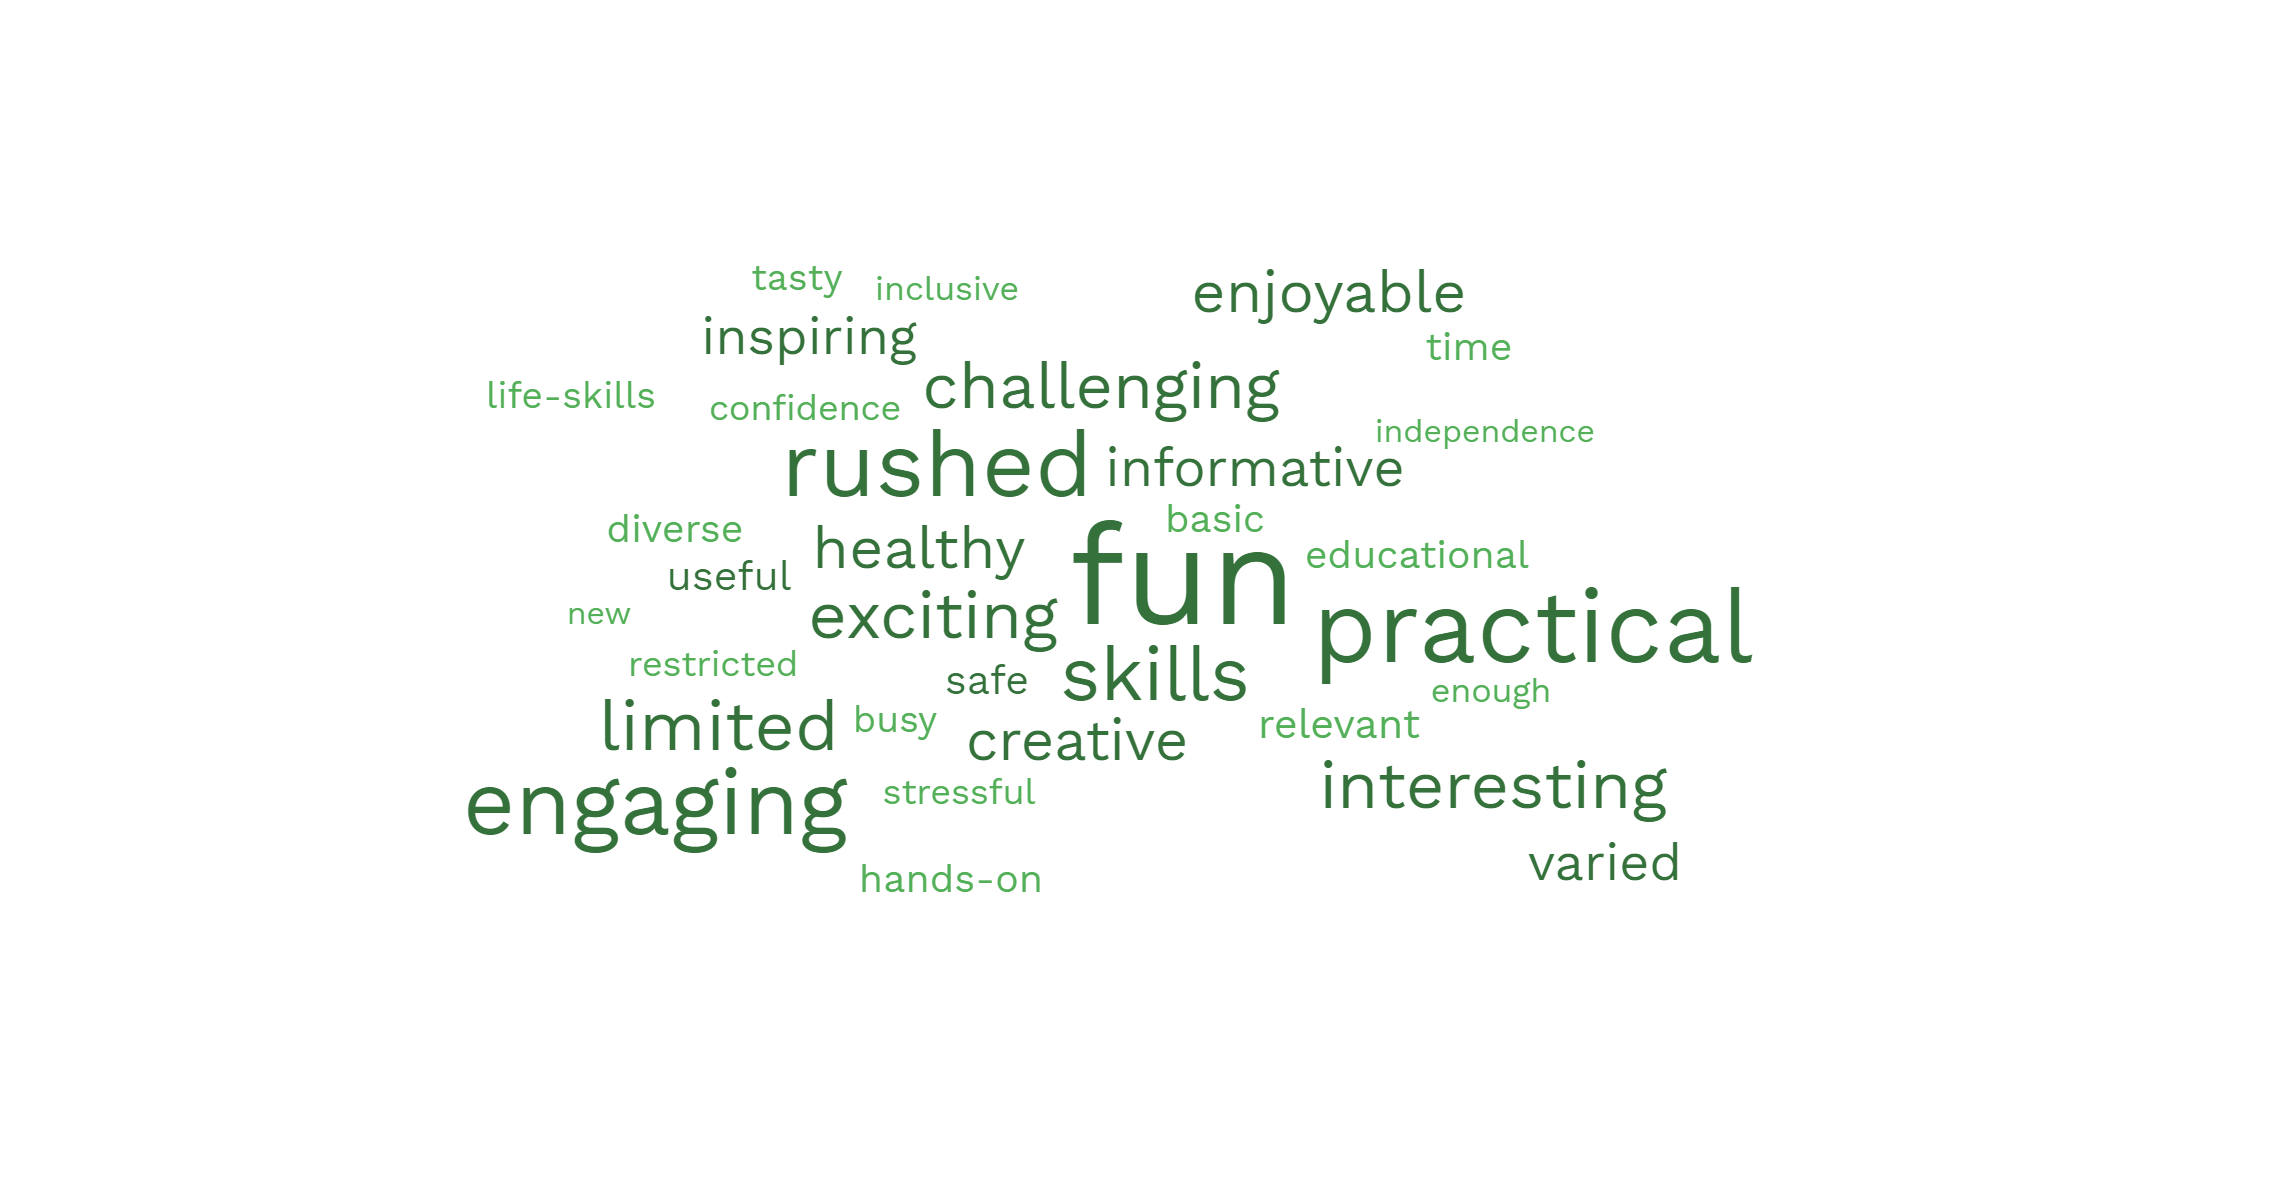 tasty
inclusive
enjoyable
inspiring
time
challenging
life-skills
confidence
independence
rushed
informative
basic
diverse
healthy
fun
educational
useful
new
exciting
practical
restricted
safe
skills
enough
limited
busy
creative
relevant
engaging
stressful
interesting
varied
hands-on